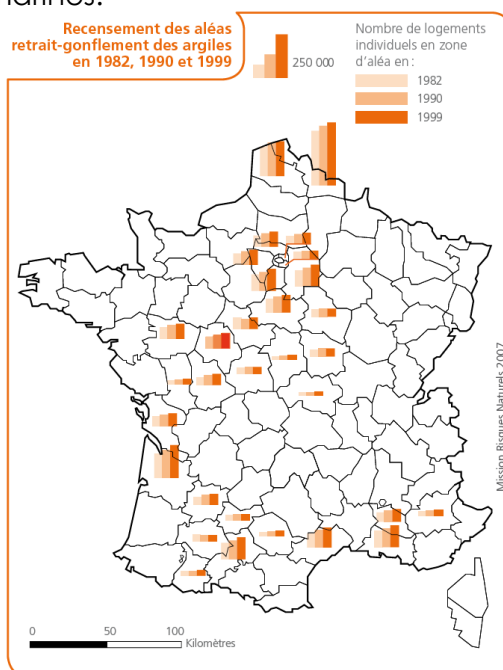 Recensement des aléas
retrait-gonflement des argiles
en 1982, 1990 et 1999
250 000
Nombre de logements
individuels en zone
d'aléa en :
1982
1990
1999
Mission Risques Naturels 2007
0 50 100
Kilomètres